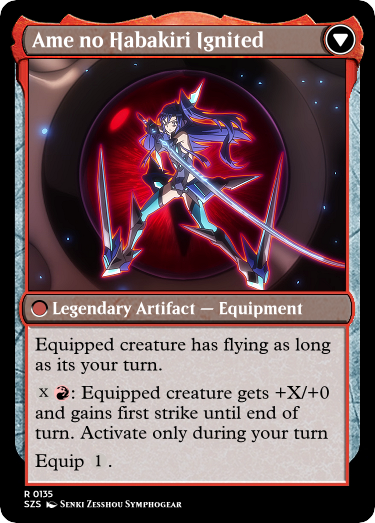 Ame no Habakiri Ignited
Legendary Artifact — Equipment
Equipped creature has flying as long
as its your turn.
X R: Equipped creature gets +X/+0
and gains first strike until end of
turn. Activate only during your turn
Equip 1 .
R 0135
SZS Senki Zesshou Symphogear